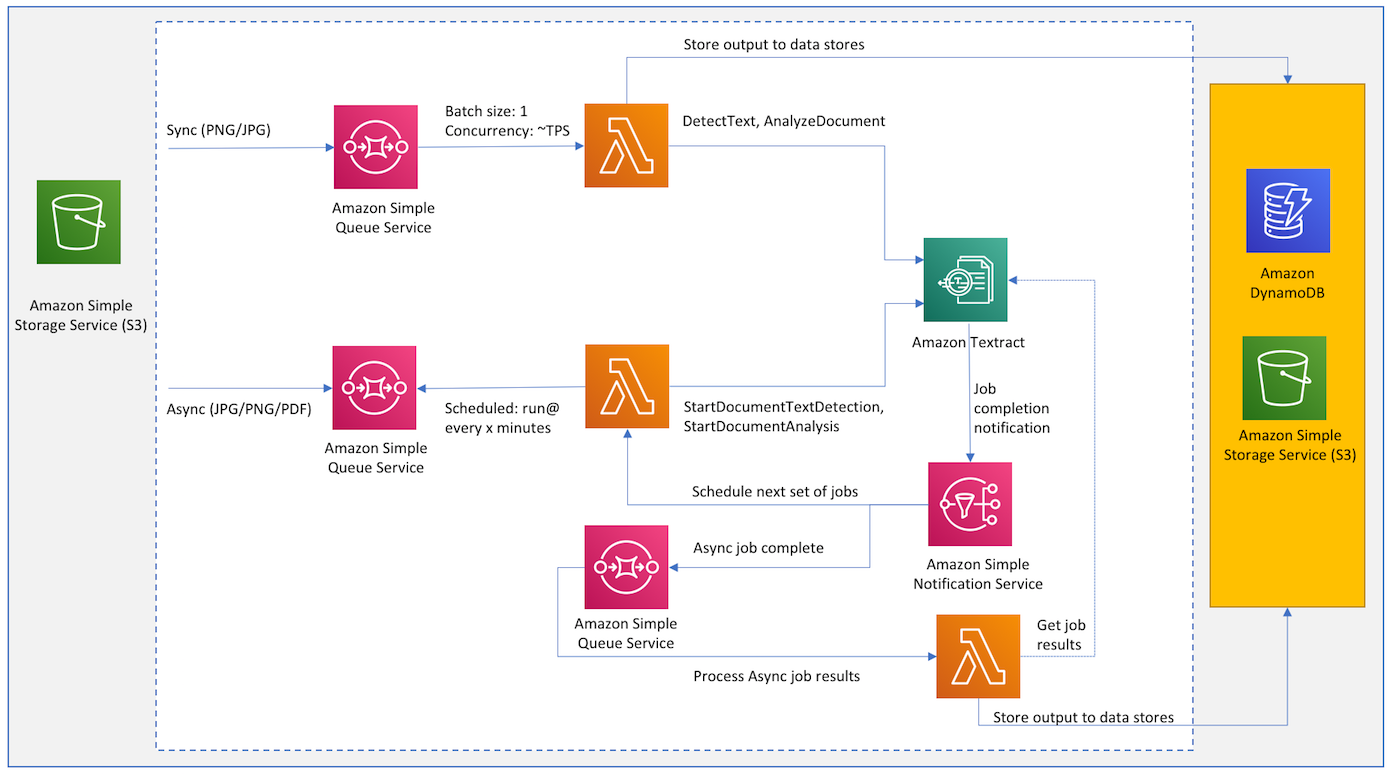 Store output to data stores
Batch size: 1
Concurrency: ~TPS
Sync (PNG/JPG)
DetectText, AnalyzeDocument
Amazon Simple
Queue Service
Amazon Simple
Storage Service (S3)
Amazon
DynamoDB
Amazon Textract
Job
completion
notification
Async (JPG/PNG/PDF)
Scheduled: run@
every x minutes
StartDocumentTextDetection,
StartDocumentAnalysis
Amazon Simple
Queue Service
Amazon Simple
Storage Service (S3)
Schedule next set of jobs
Async job complete
Amazon Simple
Notification Service
Amazon Simple
Queue Service
Get job
results
Process Async job results
Store output to data stores